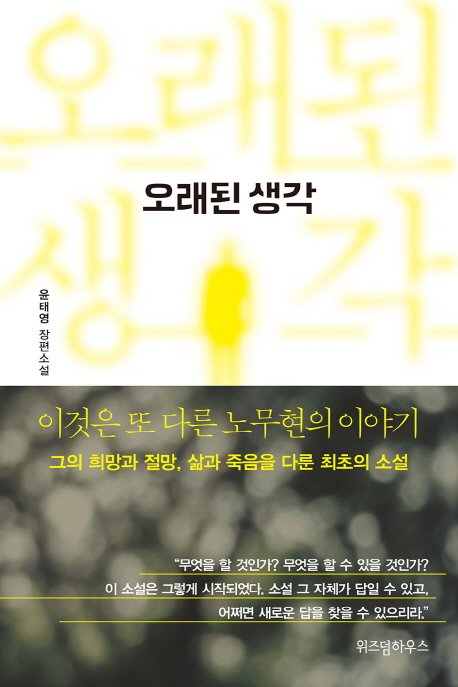 오래된
생각
오래된 생각
윤태영 장편소설
이것은 또 다른 노무현의 이야기
그의 희망과 절망, 삶과 죽음을 다룬 최초의 소설
“무엇을 할 것인가? 무엇을 할 수 있을 것인가?
이 소설은 그렇게 시작되었다. 소설 그 자체가 답일 수 있고,
어쩌면 새로운 답을 찾을 수 있으리라.”
위즈덤하우스